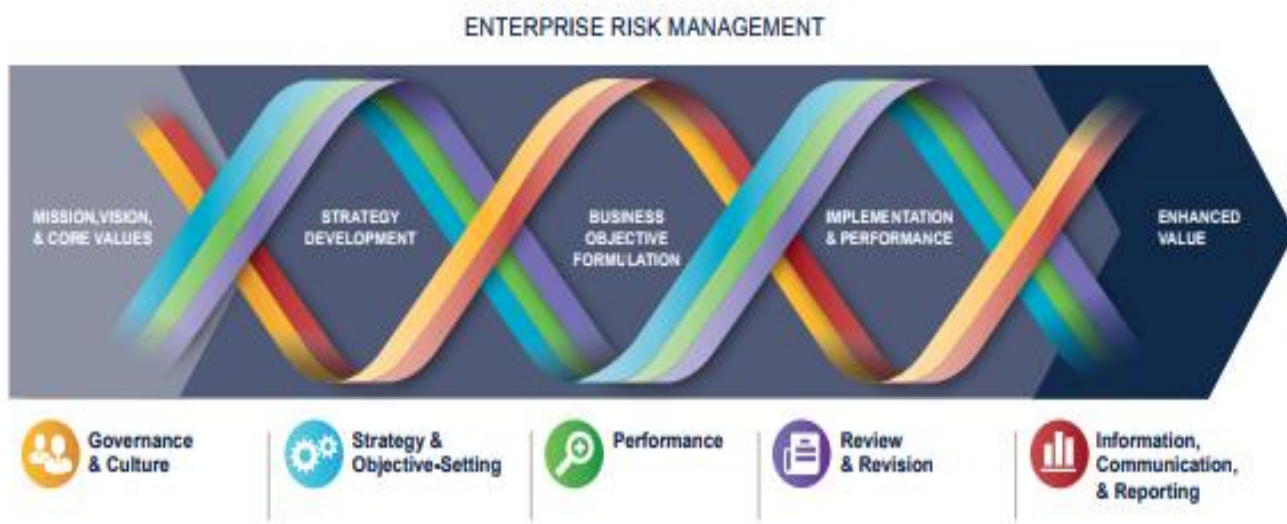 ENTERPRISE RISK MANAGEMENT
MISSION, VISION,
& CORE VALUES
STRATEGY
DEVELOPMENT
BUSINESS
OBJECTIVE
FORMULATION
IMPLEMENTATION
& PERFORMANCE
ENHANCED
VALUE
Governance
& Culture
Strategy &
Objective-Setting
Performance
Review
& Revision
Information,
Communication,
& Reporting